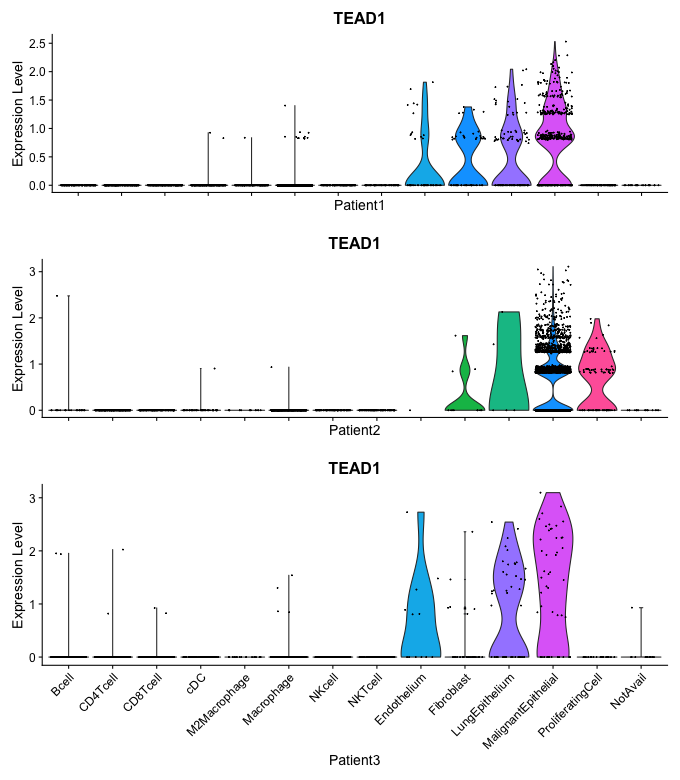 TEAD1
Expression Level
2.5
2.0
1.5
1.0
0.5
0.0
Patient1
TEAD1
Expression Level
3
2
1
0
Patient2
TEAD1
Expression Level
3
2
1
0
Bcell
CD4Tcell
CD8Tcell
cDC
M2Macrophage
Macrophage
NKcell
NKTcell
Endothelium
Fibroblast
LungEpithelium
MalignantEpithelial
ProliferatingCell
NotAvail
Patient3